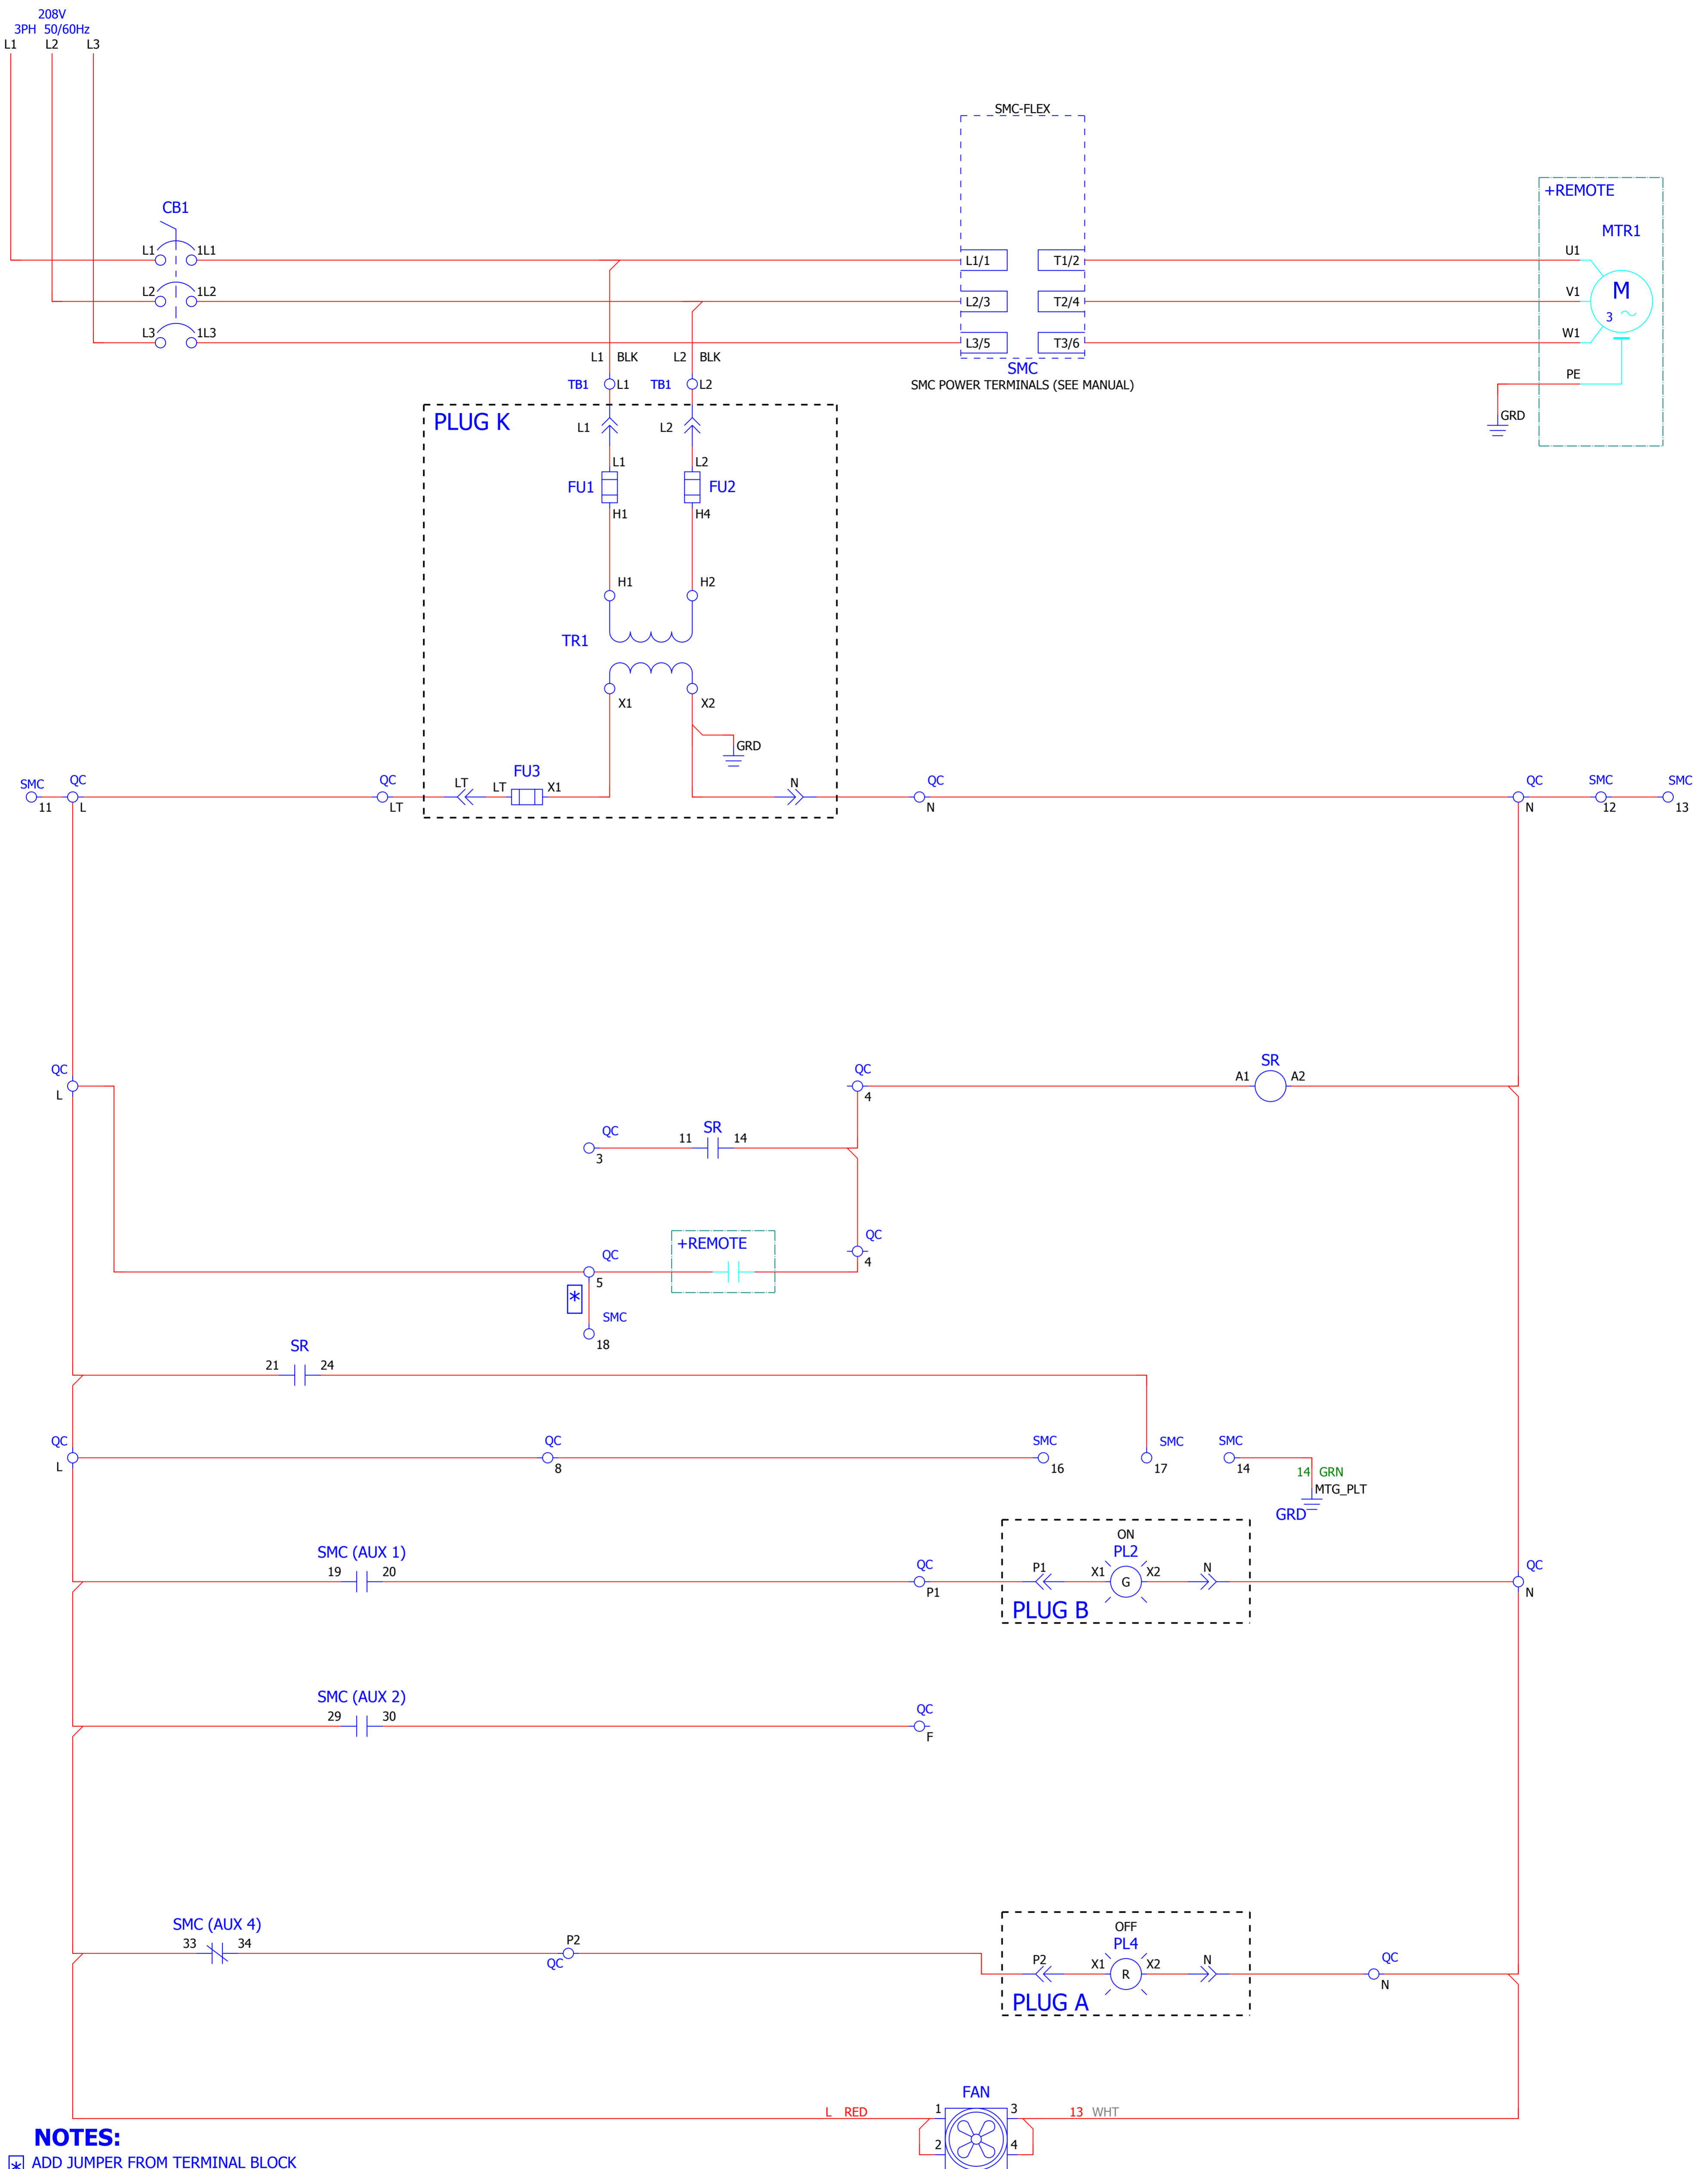 208V
3PH 50/60Hz
L1 L2 L3
SMC-FLEX
+REMOTE
CB1
MTR1
L1 1L1
L1/1 T1/2
U1
L2 1L2
L2/3 T2/4
V1
M
3
L3 1L3
L3/5 T3/6
W1
L1 BLK L2 BLK
SMC
PE
TB1 L1 TB1 L2
SMC POWER TERMINALS (SEE MANUAL)
GRD
PLUG K
L1 L2
L1 L2
FU1 FU2
H1 H4
H1 H2
TR1
X1 X2
GRD
SMC QC QC
FU3
LT LT X1
N
QC QC SMC SMC
11 L LT
N N 12 13
QC
L
QC
4
SR
A1 A2
QC
3
SR
11 14
+REMOTE
QC
4
QC
5
*
SMC
18
SR
21 24
QC
L
QC
8
SMC
16
SMC
17
SMC
14
14 GRN
MTG_PLT
GRD
SMC (AUX 1)
19 20
QC
P1
ON
PL2
P1 X1 G X2 N
PLUG B
QC
N
SMC (AUX 2)
29 30
QC
F
SMC (AUX 4)
33 34
P2
QC
OFF
PL4
P2 X1 R X2 N
PLUG A
QC
N
FAN
L RED 1 3 13 WHT
2 4
NOTES:
* ADD JUMPER FROM TERMINAL BLOCK